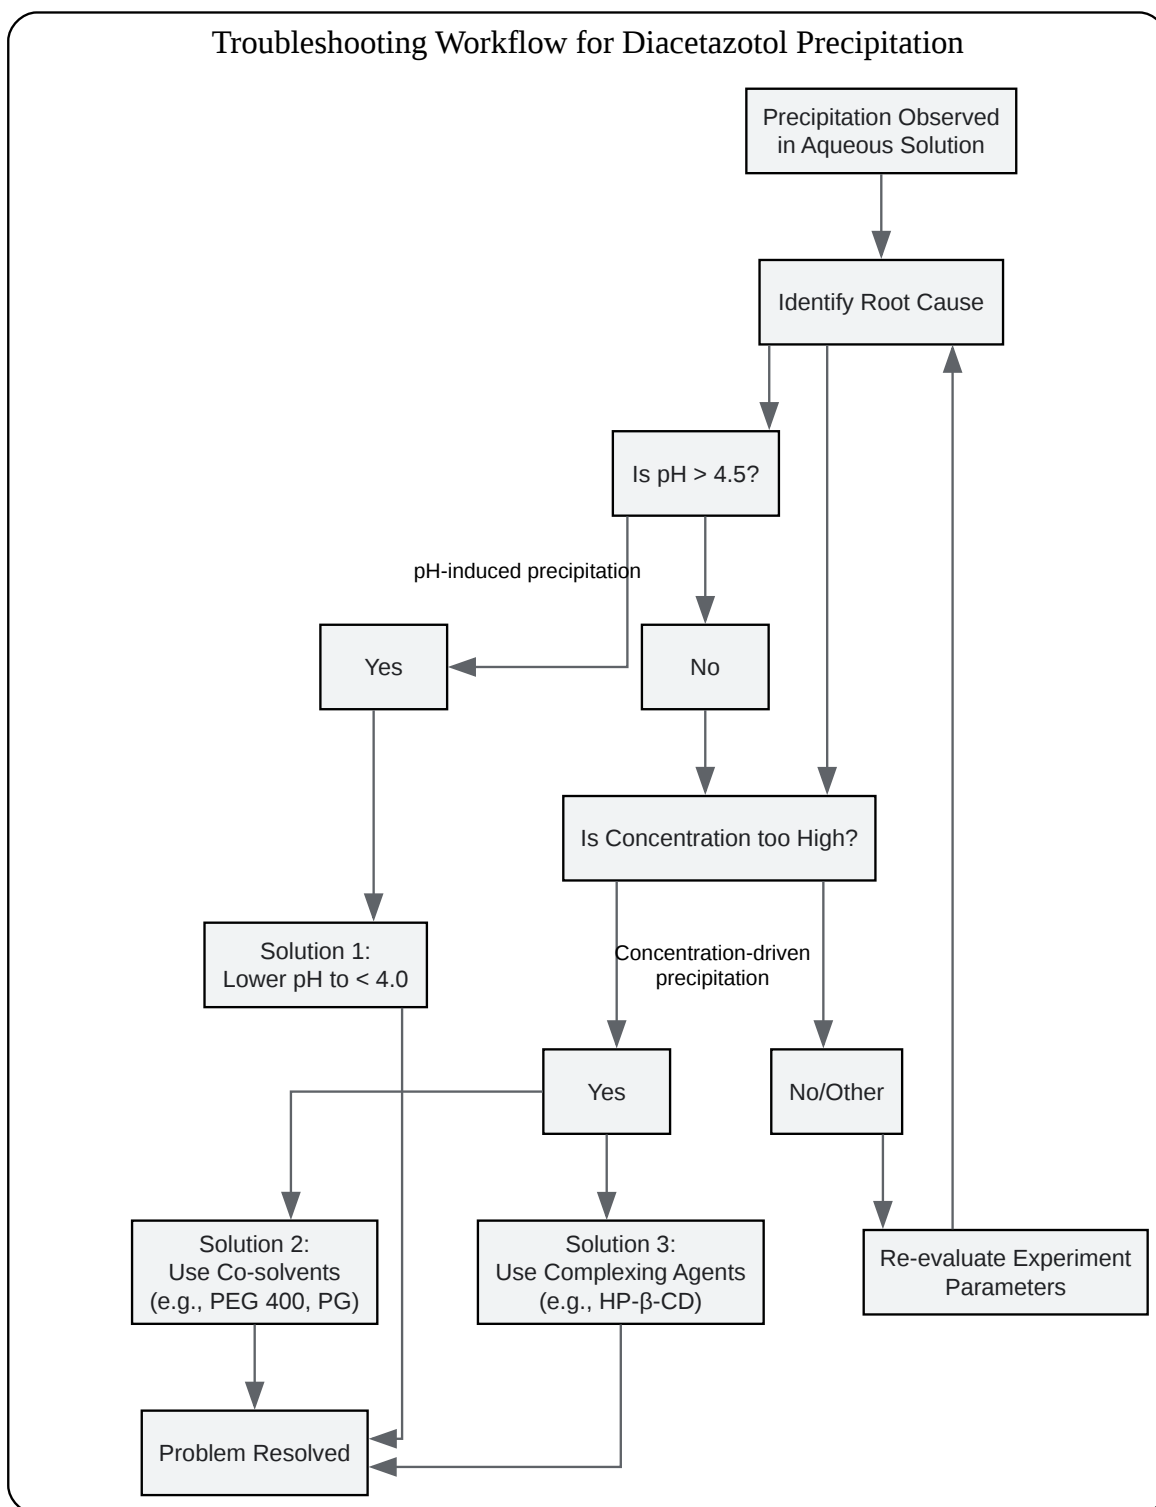 Troubleshooting Workflow for Diacetazotol Precipitation
Precipitation Observed
in Aqueous Solution
Identify Root Cause
Is pH > 4.5?
pH-induced precipitation
Yes
No
Is Concentration too High?
Solution 1:
Lower pH to < 4.0
Concentration-driven
precipitation
Yes
No/Other
Solution 2:
Use Co-solvents
(e.g., PEG 400, PG)
Solution 3:
Use Complexing Agents
(e.g., HP-β-CD)
Re-evaluate Experiment
Parameters
Problem Resolved